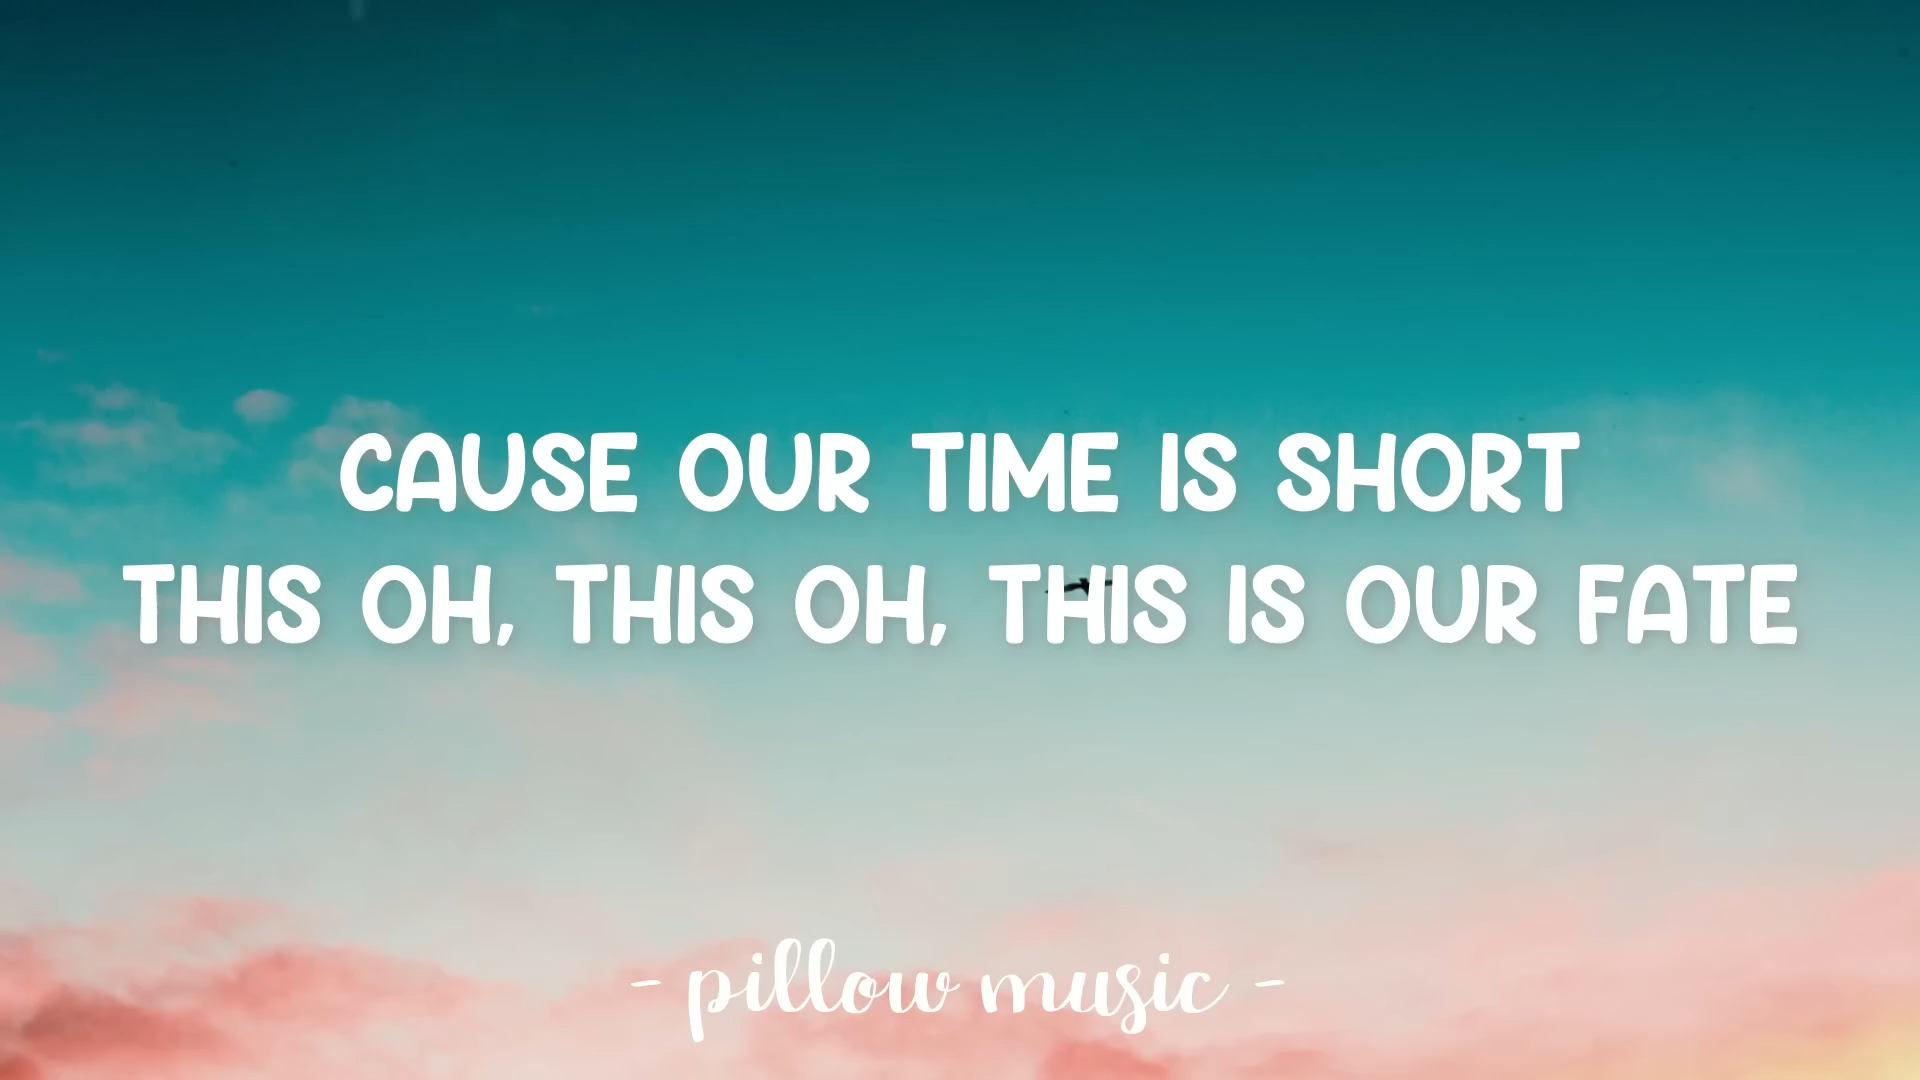 CAUSE OUR TIME IS SHORT
THIS OH, THIS OH, THIS IS OUR FATE
- pillow music -